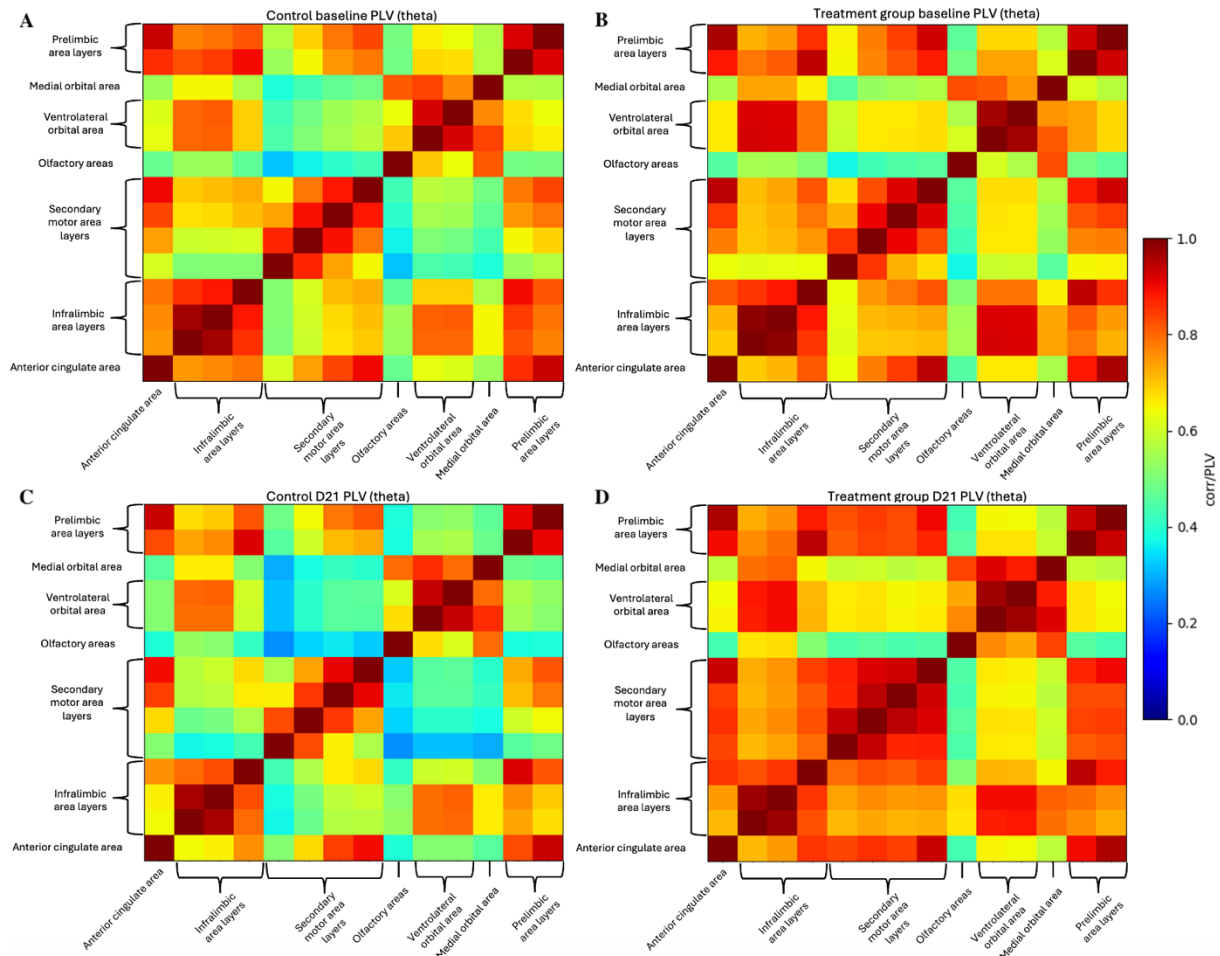 A
Control baseline PLV (theta)
Prelimbic
area layers
Medial orbital area
Ventrolateral
orbital area
Olfactory areas
Secondary
motor area
layers
Infralimbic
area layers
Anterior cingulate area
Anterior cingulate area
Infralimbic
area layers
Secondary
motor area
layers
Olfactory areas
Ventrolateral
orbital area
Medial orbital area
Prelimbic
area layers
B
Treatment group baseline PLV (theta)
Prelimbic
area layers
Medial orbital area
Ventrolateral
orbital area
Olfactory areas
Secondary
motor area
layers
Infralimbic
area layers
Anterior cingulate area
Anterior cingulate area
Infralimbic
area layers
Secondary
motor area
layers
Olfactory areas
Ventrolateral
orbital area
Medial orbital area
Prelimbic
area layers
C
Control D21 PLV (theta)
Prelimbic
area layers
Medial orbital area
Ventrolateral
orbital area
Olfactory areas
Secondary
motor area
layers
Infralimbic
area layers
Anterior cingulate area
Anterior cingulate area
Infralimbic
area layers
Secondary
motor area
layers
Olfactory areas
Ventrolateral
orbital area
Medial orbital area
Prelimbic
area layers
D
Treatment group D21 PLV (theta)
Prelimbic
area layers
Medial orbital area
Ventrolateral
orbital area
Olfactory areas
Secondary
motor area
layers
Infralimbic
area layers
Anterior cingulate area
Anterior cingulate area
Infralimbic
area layers
Secondary
motor area
layers
Olfactory areas
Ventrolateral
orbital area
Medial orbital area
Prelimbic
area layers
1.0
0.8
0.6
0.4
0.2
0.0
corr/PLV